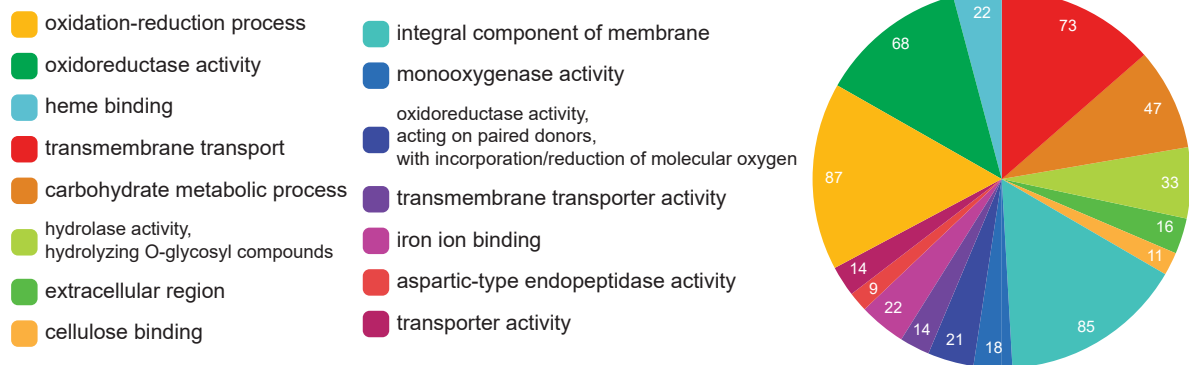 oxidation-reduction process
oxidoreductase activity
heme binding
transmembrane transport
carbohydrate metabolic process
hydrolase activity,
hydrolyzing O-glycosyl compounds
extracellular region
cellulose binding
integral component of membrane
monooxygenase activity
oxidoreductase activity,
acting on paired donors,
with incorporation/reduction of molecular oxygen
transmembrane transporter activity
iron ion binding
aspartic-type endopeptidase activity
transporter activity
22
73
68
47
87
33
16
11
14
9
22
14
21
18
85